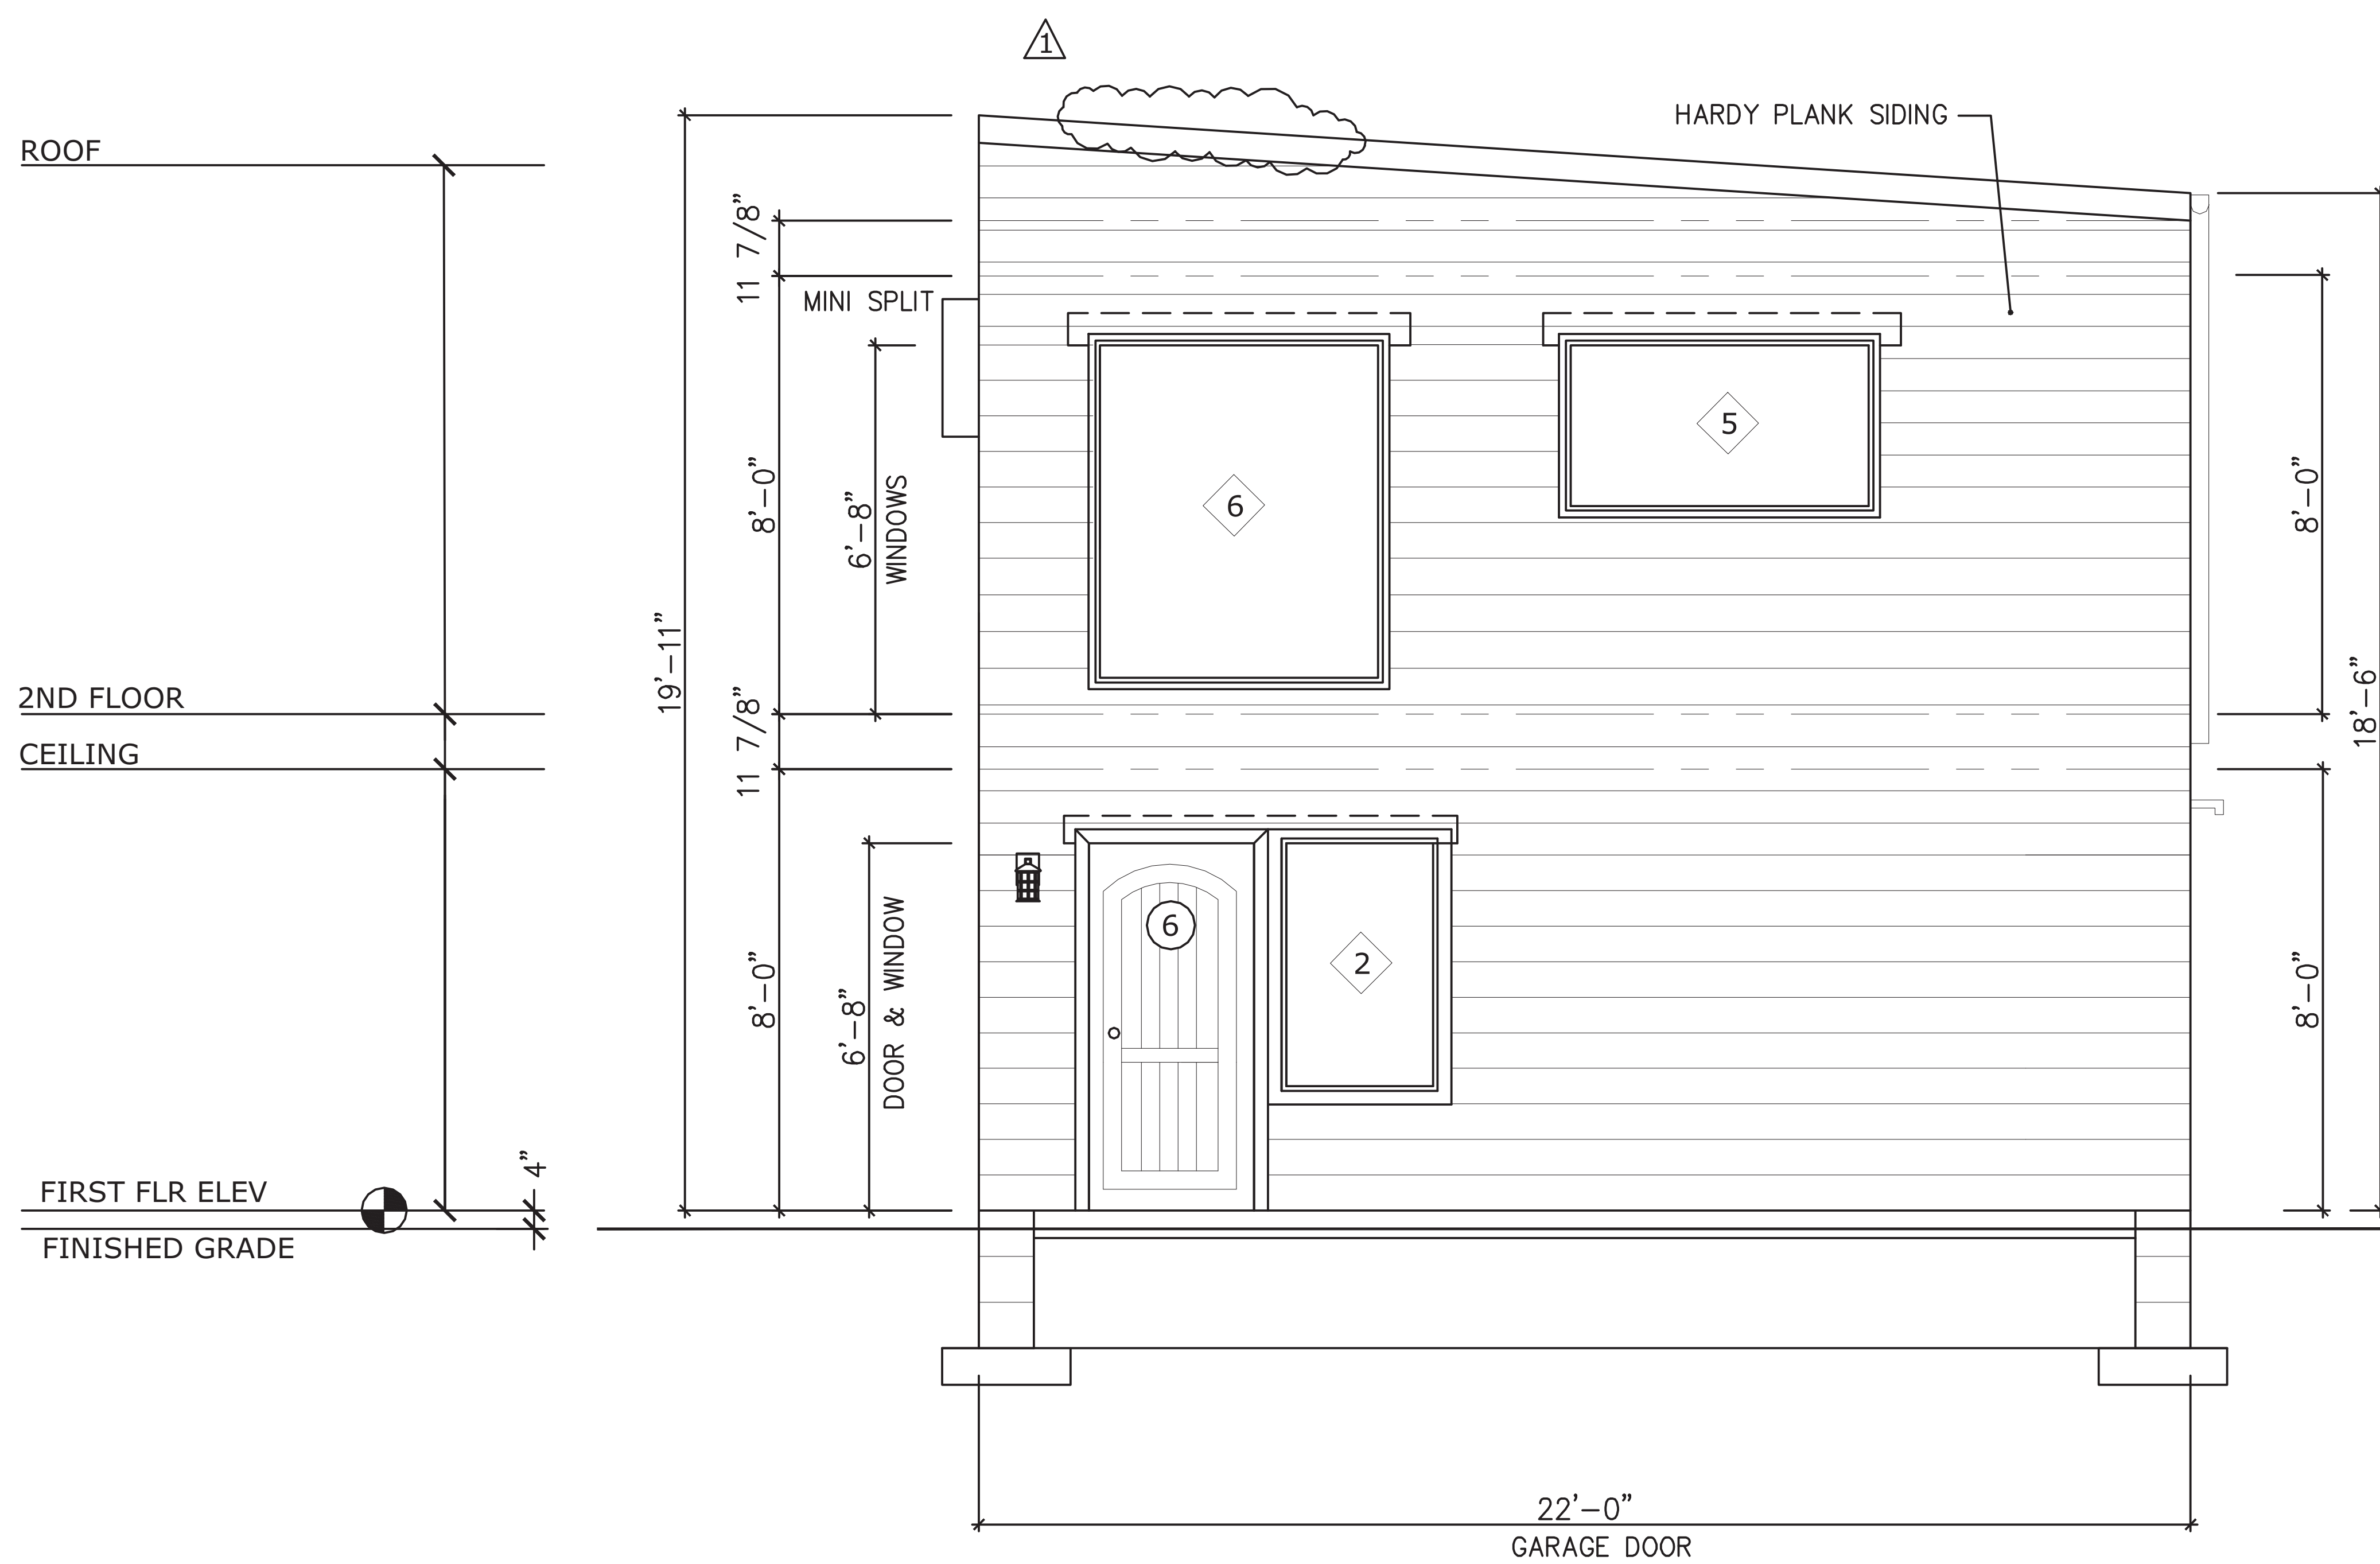 1
HARDY PLANK SIDING
ROOF
11 7/8"
MINI SPLIT
8'-0"
6'-8"
WINDOWS
6
5
8'-0"
19'-11"
18'-6"
2ND FLOOR
11 7/8"
CEILING
8'-0"
6'-8"
DOOR & WINDOW
6
2
8'-0"
4"
FIRST FLR ELEV
FINISHED GRADE
22'-0"
GARAGE DOOR